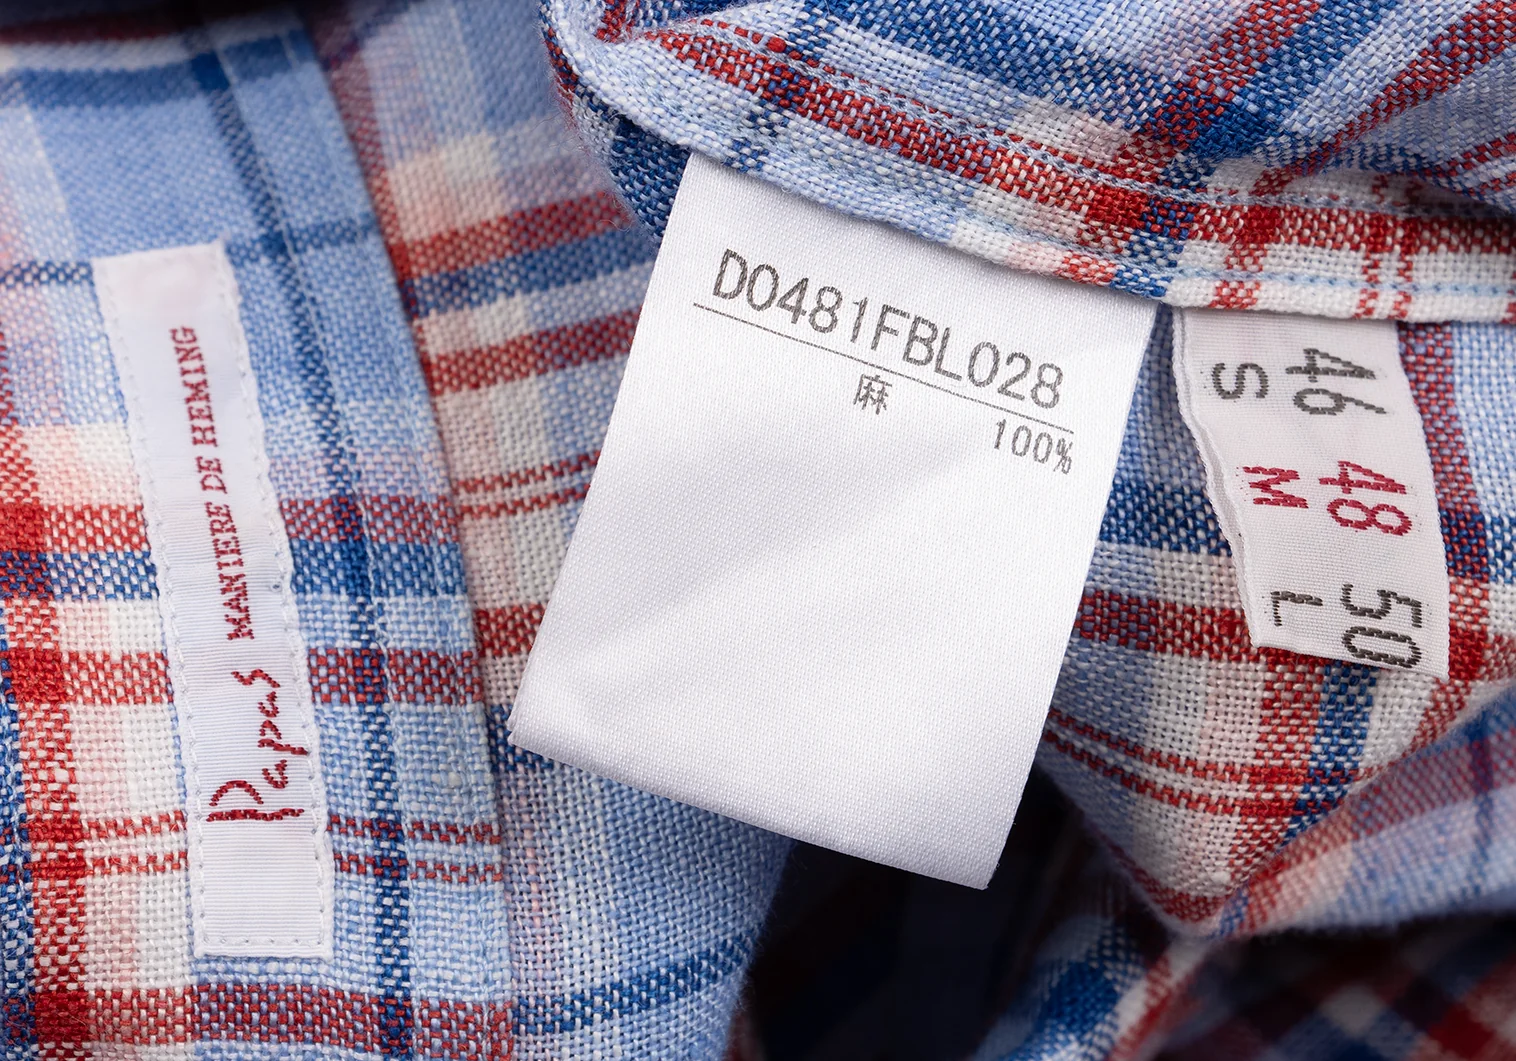 Papas MANIERE DE HEMING
D0481FBL028
麻
100%
46 48 50
S M L